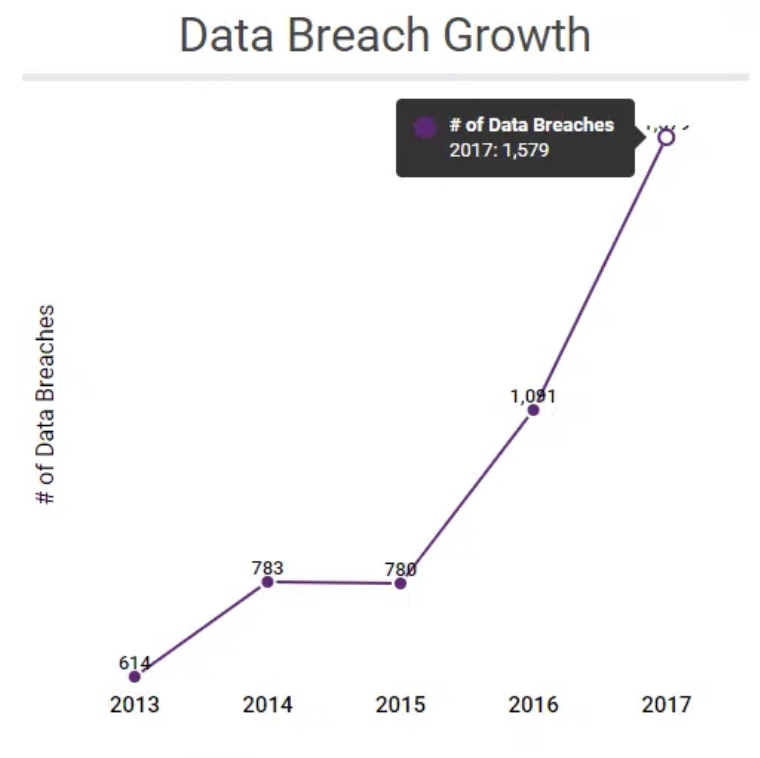 Data Breach Growth
# of Data Breaches
2017: 1,579
# of Data Breaches
1,091
783
780
614
2013 2014 2015 2016 2017